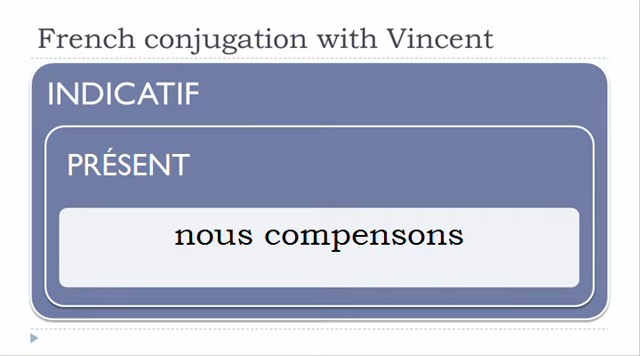 French conjugation with Vincent
INDICATIF
PRÉSENT
nous compensons